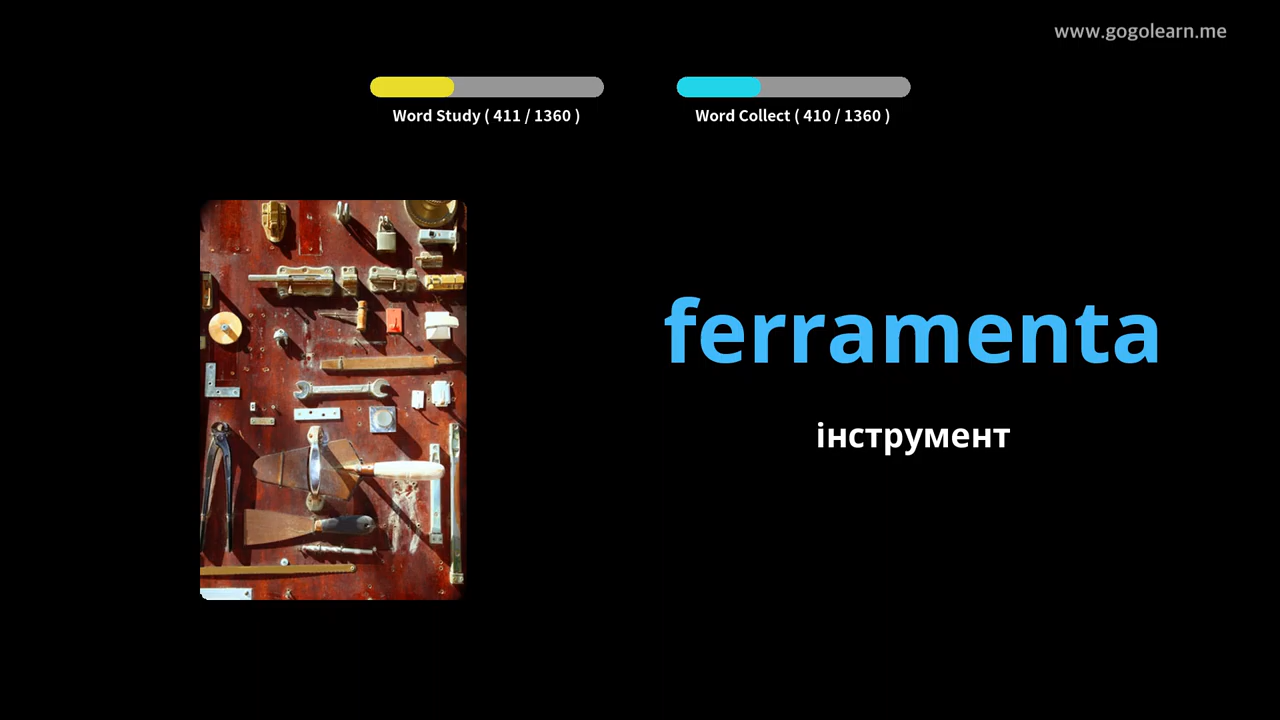 www.gogolearn.me
Word Study ( 411 / 1360 )
Word Collect ( 410 / 1360 )
ferramenta
інструмент